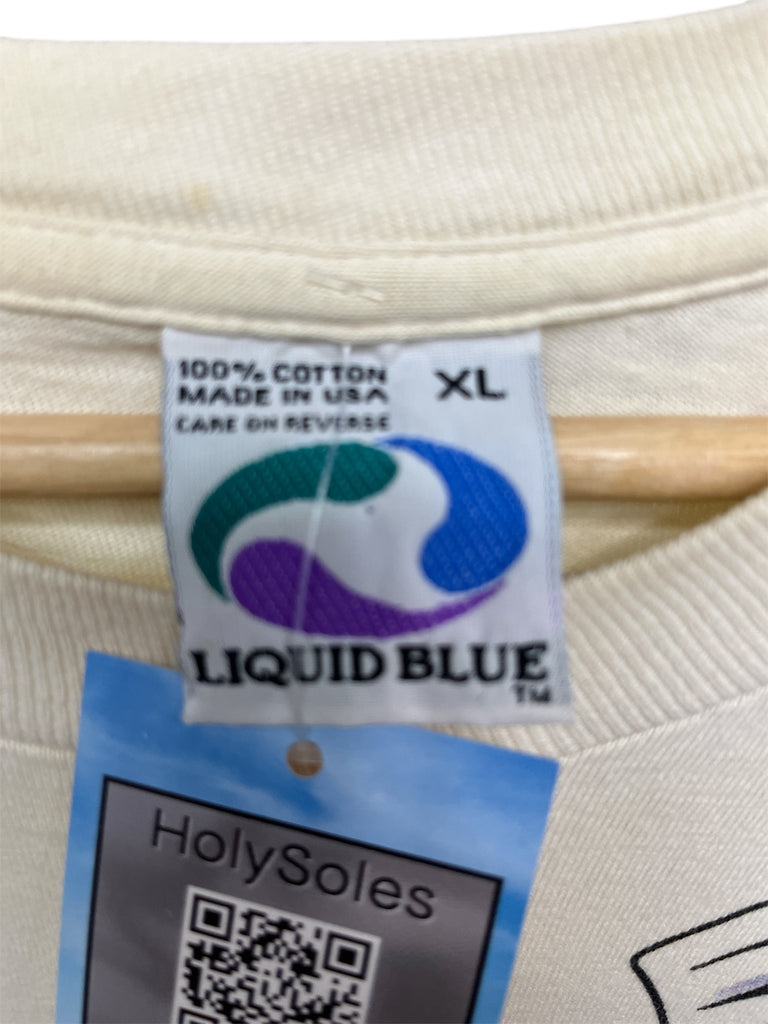 100% COTTON
MADE IN USA
XL
CARE ON REVERSE
LIQUID BLUE
TM
HolySoles